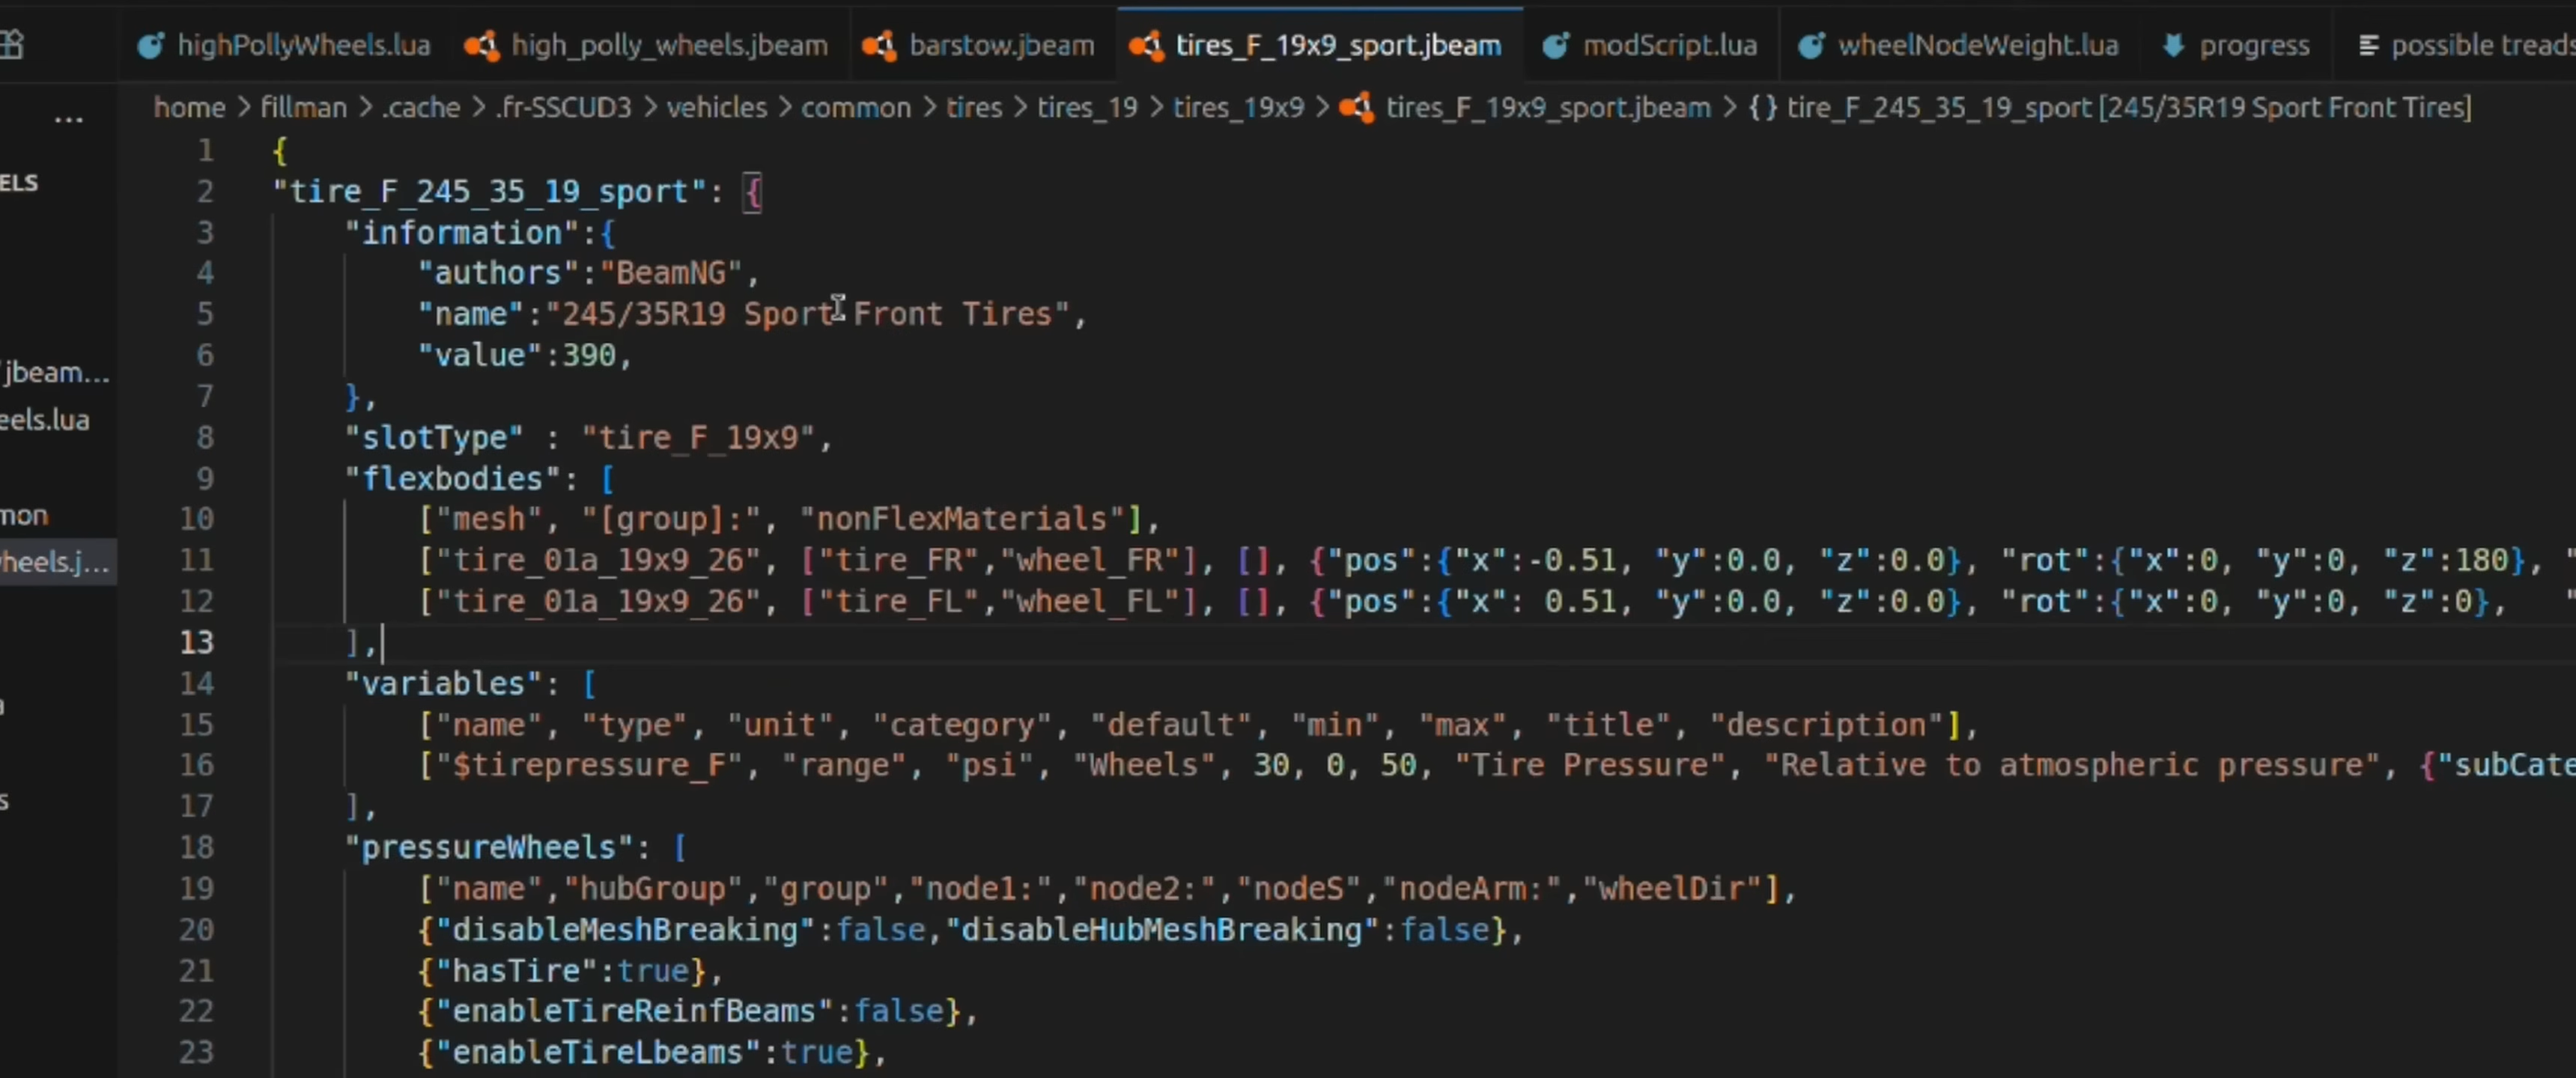 highPollyWheels.lua high_polly_wheels.jbeam barstow.jbeam tires_F_19x9_sport.jbeam modScript.lua wheelNodeWeight.lua progress possible treads
... home > fillman > .cache > .fr-SSCUD3 > vehicles > common > tires > tires_19 > tires_19x9 > tires_F_19x9_sport.jbeam > {} tire_F_245_35_19_sport [245/35R19 Sport Front Tires]
ELS
jbeam...
eels.lua
mon
wheels.j...
a
s
1 {
2 "tire_F_245_35_19_sport": {
3 "information":{
4 "authors":"BeamNG",
5 "name":"245/35R19 Sport Front Tires",
6 "value":390,
7 },
8 "slotType" : "tire_F_19x9",
9 "flexbodies": [
10 ["mesh", "[group]:", "nonFlexMaterials"],
11 ["tire_01a_19x9_26", ["tire_FR","wheel_FR"], [], {"pos":{"x":-0.51, "y":0.0, "z":0.0}, "rot":{"x":0, "y":0, "z":180}, "
12 ["tire_01a_19x9_26", ["tire_FL","wheel_FL"], [], {"pos":{"x": 0.51, "y":0.0, "z":0.0}, "rot":{"x":0, "y":0, "z":0}, "
13 ],
14 "variables": [
15 ["name", "type", "unit", "category", "default", "min", "max", "title", "description"],
16 ["$tirepressure_F", "range", "psi", "Wheels", 30, 0, 50, "Tire Pressure", "Relative to atmospheric pressure", {"subCate
17 ],
18 "pressureWheels": [
19 ["name","hubGroup","group","node1:","node2:","nodeS","nodeArm:","wheelDir"],
20 {"disableMeshBreaking":false,"disableHubMeshBreaking":false},
21 {"hasTire":true},
22 {"enableTireReinfBeams":false},
23 {"enableTireLbeams":true},